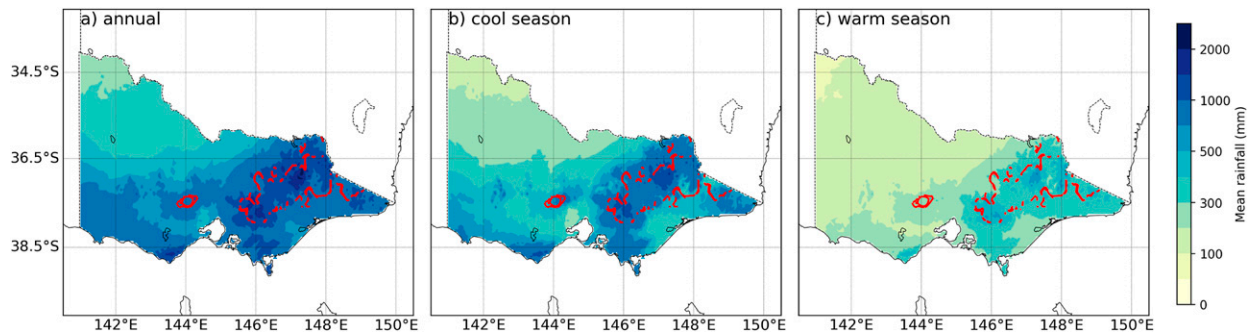 a) annual
b) cool season
c) warm season
34.5°S
36.5°S
38.5°S
142°E 144°E 146°E 148°E 150°E
142°E 144°E 146°E 148°E 150°E
142°E 144°E 146°E 148°E 150°E
2000
1000
500
300
100
0
Mean rainfall (mm)